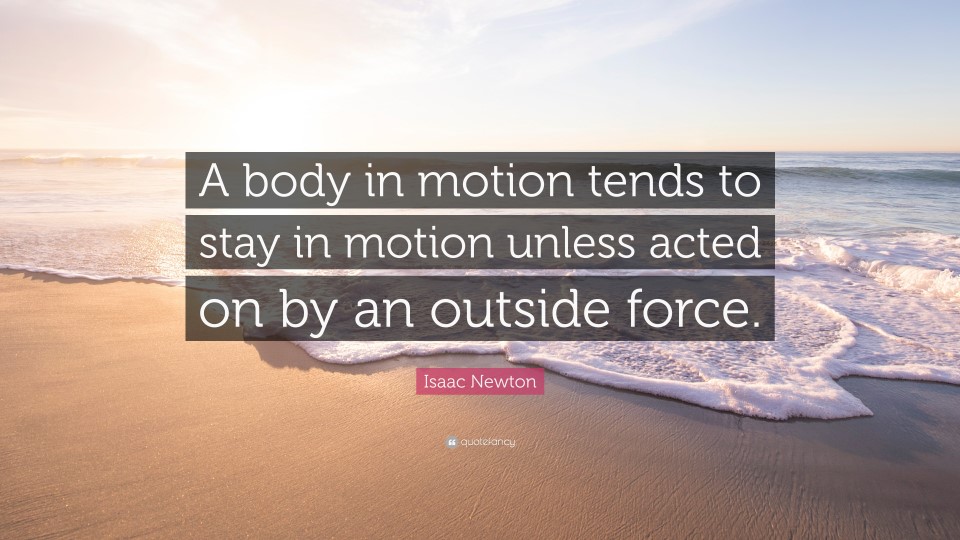 A body in motion tends to
stay in motion unless acted
on by an outside force.
Isaac Newton
quotefancy